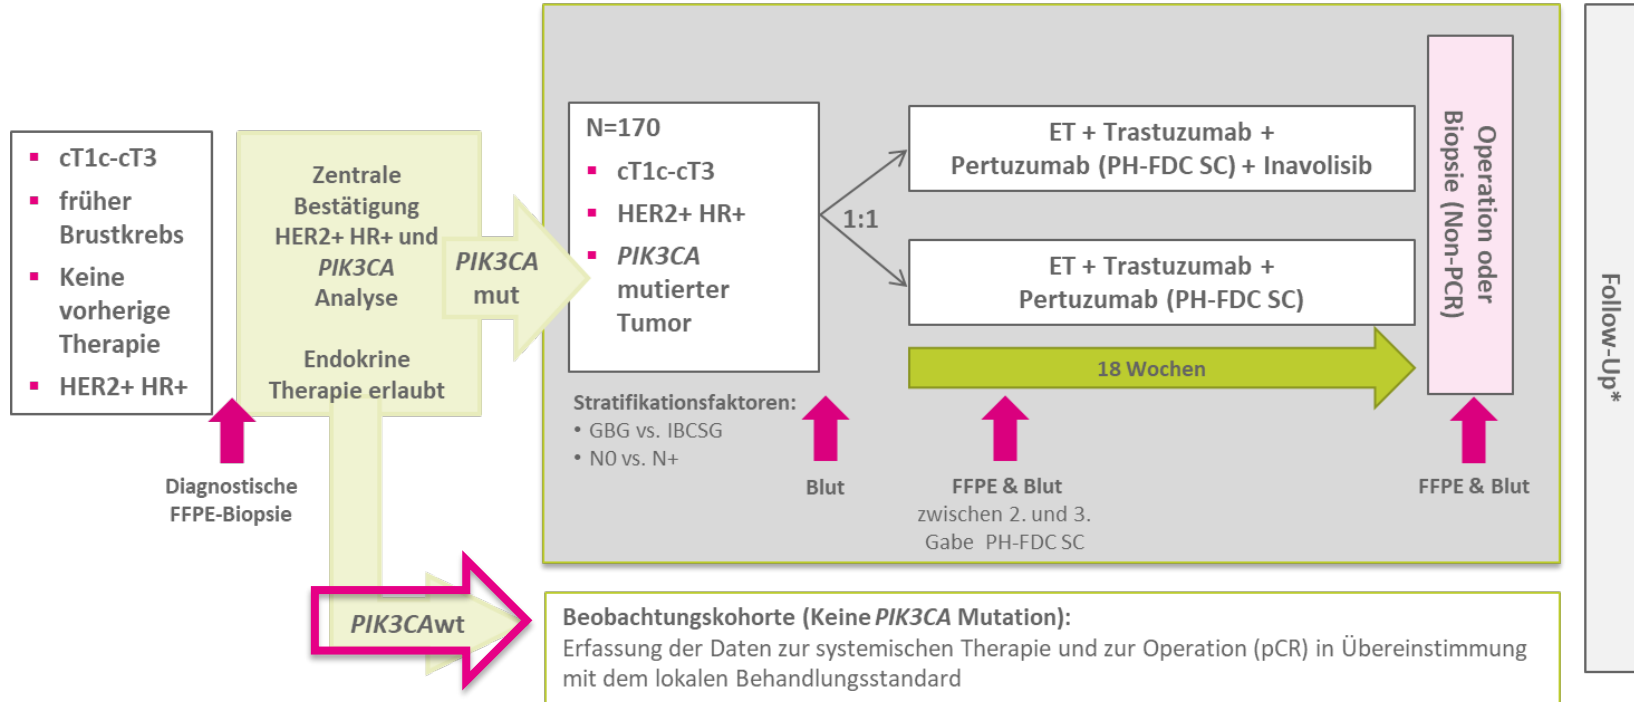 cT1c-cT3
früher
Brustkrebs
Keine
vorherige
Therapie
HER2+ HR+
Diagnostische
FFPE-Biopsie
Zentrale
Bestätigung
HER2+ HR+ und
PIK3CA
Analyse
Endokrine
Therapie erlaubt
PIK3CA
mut
N=170
cT1c-cT3
HER2+ HR+
PIK3CA
mutierter
Tumor
Stratifikationsfaktoren:
• GBG vs. IBCSG
• N0 vs. N+
1:1
ET + Trastuzumab +
Pertuzumab (PH-FDC SC) + Inavolisib
ET + Trastuzumab +
Pertuzumab (PH-FDC SC)
18 Wochen
Operation oder
Biopsie (Non-PCR)
Blut
FFPE & Blut
zwischen 2. und 3.
Gabe PH-FDC SC
FFPE & Blut
Follow-Up*
PIK3CAwt
Beobachtungskohorte (Keine PIK3CA Mutation):
Erfassung der Daten zur systemischen Therapie und zur Operation (pCR) in Übereinstimmung
mit dem lokalen Behandlungsstandard